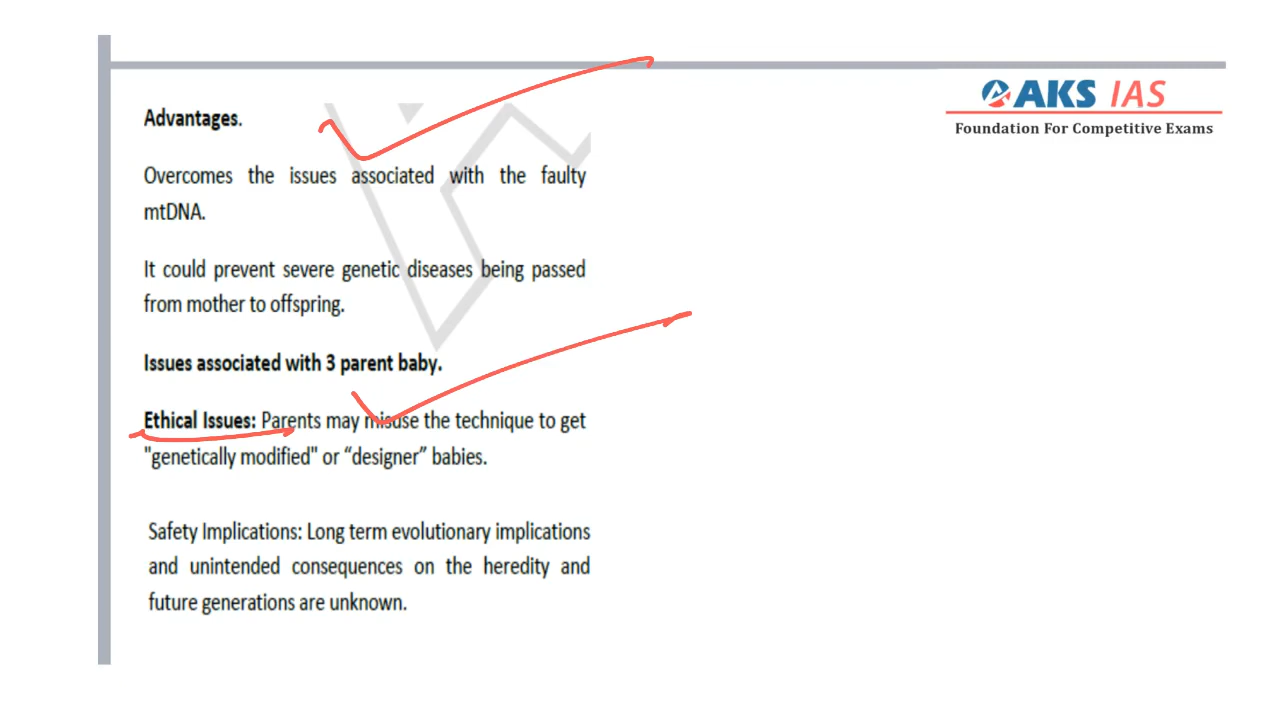 AKS IAS
Foundation For Competitive Exams
Advantages.
Overcomes the issues associated with the faulty
mtDNA.
It could prevent severe genetic diseases being passed
from mother to offspring.
Issues associated with 3 parent baby.
Ethical Issues: Parents may misuse the technique to get
"genetically modified" or “designer” babies.
Safety Implications: Long term evolutionary implications
and unintended consequences on the heredity and
future generations are unknown.